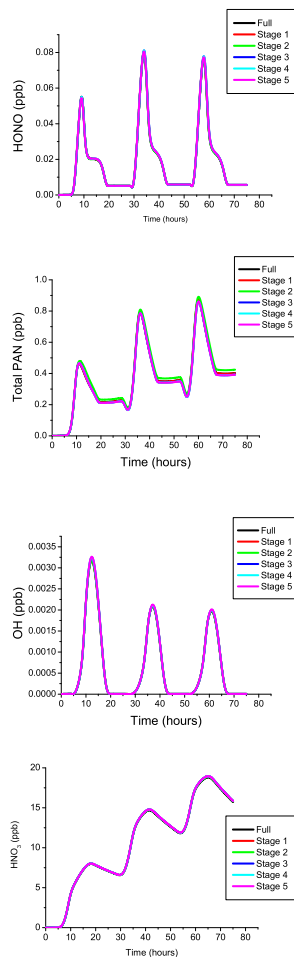 Full
Stage 1
Stage 2
Stage 3
Stage 4
Stage 5
HONO (ppb)
0.08
0.06
0.04
0.02
0.00
0 10 20 30 40 50 60 70 80
Time (hours)
Full
Stage 1
Stage 2
Stage 3
Stage 4
Stage 5
Total PAN (ppb)
1.0
0.8
0.6
0.4
0.2
0.0
0 10 20 30 40 50 60 70 80
Time (hours)
Full
Stage 1
Stage 2
Stage 3
Stage 4
Stage 5
OH (ppb)
0.0035
0.0030
0.0025
0.0020
0.0015
0.0010
0.0005
0.0000
0 10 20 30 40 50 60 70 80
Time (hours)
HNO₃ (ppb)
20
15
10
5
0
Full
Stage 1
Stage 2
Stage 3
Stage 4
Stage 5
0 10 20 30 40 50 60 70 80
Time (hours)